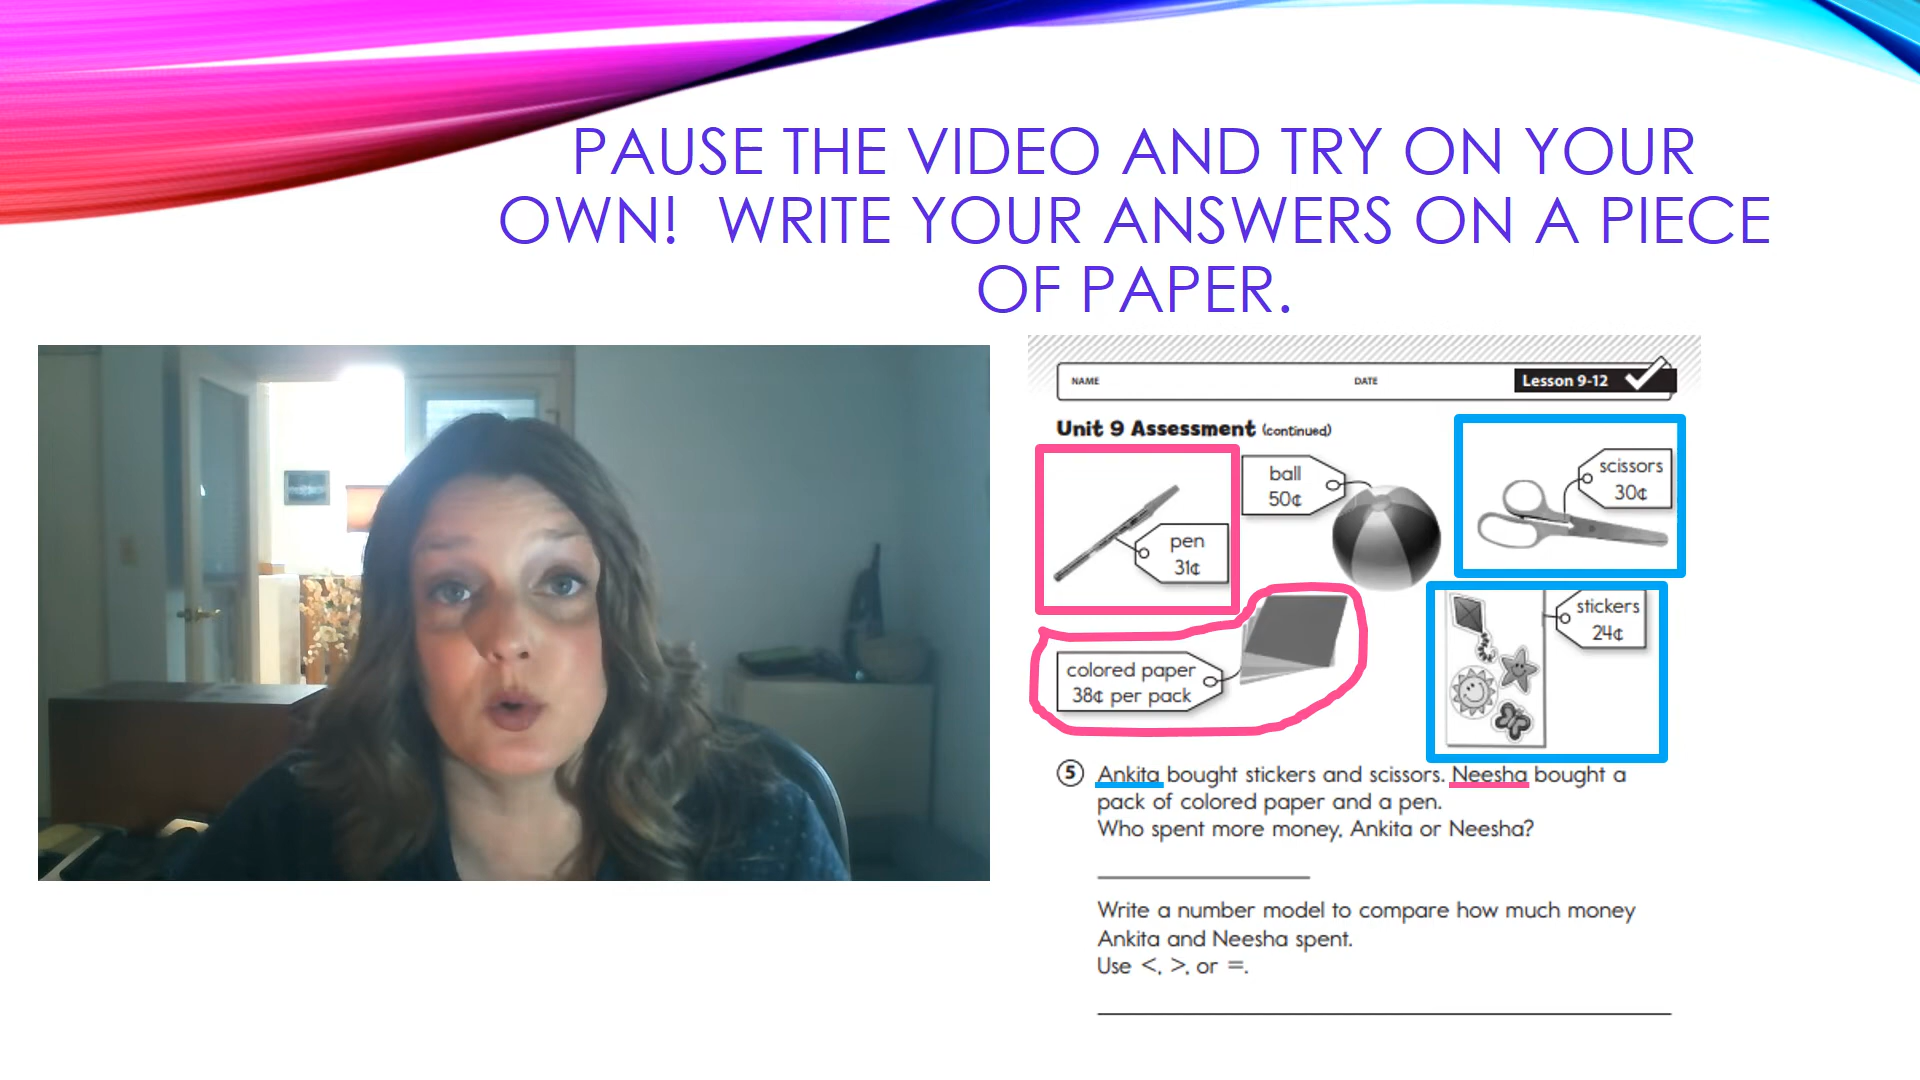 PAUSE THE VIDEO AND TRY ON YOUR
OWN!  WRITE YOUR ANSWERS ON A PIECE
OF PAPER.
NAME
DATE
Lesson 9-12
Unit 9 Assessment (continued)
ball
50¢
scissors
30¢
pen
31¢
stickers
24¢
colored paper
38¢ per pack
5 Ankita bought stickers and scissors. Neesha bought a
pack of colored paper and a pen.
Who spent more money, Ankita or Neesha?
Write a number model to compare how much money
Ankita and Neesha spent.
Use <, >, or =.